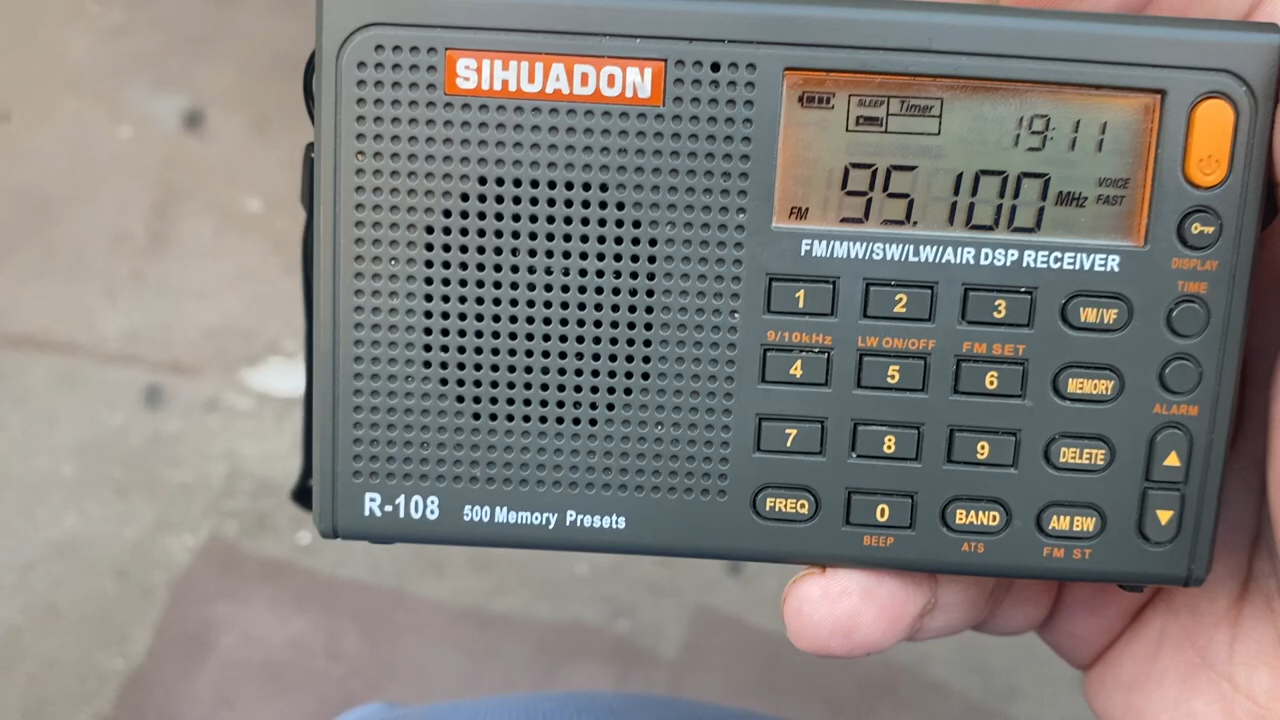 SIHUADON
SLEEP Timer
19:11
FM 95.100 MHz VOICE FAST
FM/MW/SW/LW/AIR DSP RECEIVER
DISPLAY
TIME
1 2 3 VM/VF
9/10kHz LW ON/OFF FM SET
4 5 6 MEMORY
ALARM
7 8 9 DELETE
R-108 500 Memory Presets
FREQ 0 BAND AM BW
BEEP ATS FM ST